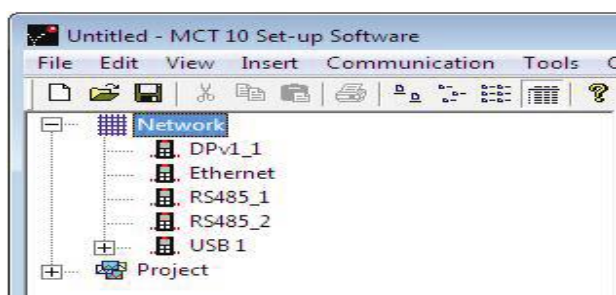 Untitled - MCT 10 Set-up Software
File Edit View Insert Communication Tools
Network
DPv1_1
Ethernet
RS485_1
RS485_2
USB 1
Project